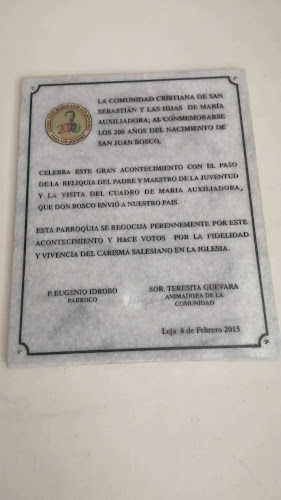 LA COMUNIDAD CRISTIANA DE SAN
SEBASTIÁN Y LAS HIJAS DE MARÍA
AUXILIADORA; AL CONMEMORARSE
LOS 200 AÑOS DEL NACIMIENTO DE
SAN JUAN BOSCO,
CELEBRA ESTE GRAN ACONTECIMIENTO CON EL PASO
DE LA RELIQUIA DEL PADRE Y MAESTRO DE LA JUVENTUD
Y LA VISITA DEL CUADRO DE MARIA AUXILIADORA,
QUE DON BOSCO ENVIÓ A NUESTRO PAIS.
ESTA PARROQUIA SE REGOCIJA PERENNEMENTE POR ESTE
ACONTECIMIENTO Y HACE VOTOS POR LA FIDELIDAD
Y VIVENCIA DEL CARISMA SALESIANO EN LA IGLESIA.
P. EUGENIO IDROBO
PÁRROCO
SOR. TERESITA GUEVARA
ANIMADORA DE LA
COMUNIDAD
Loja 8 de Febrero 2015